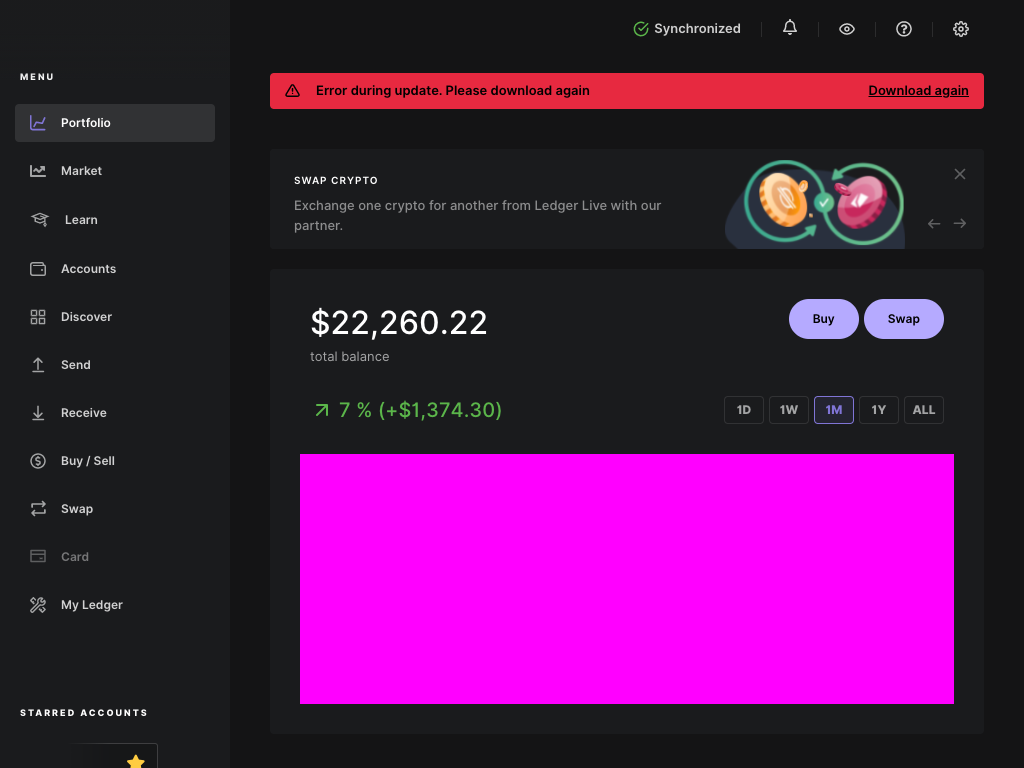 Synchronized
MENU
Portfolio
Market
Learn
Accounts
Discover
Send
Receive
Buy / Sell
Swap
Card
My Ledger
STARRED ACCOUNTS
Error during update. Please download again
Download again
SWAP CRYPTO
Exchange one crypto for another from Ledger Live with our
partner.
$22,260.22
total balance
Buy
Swap
7 % (+$1,374.30)
1D
1W
1M
1Y
ALL